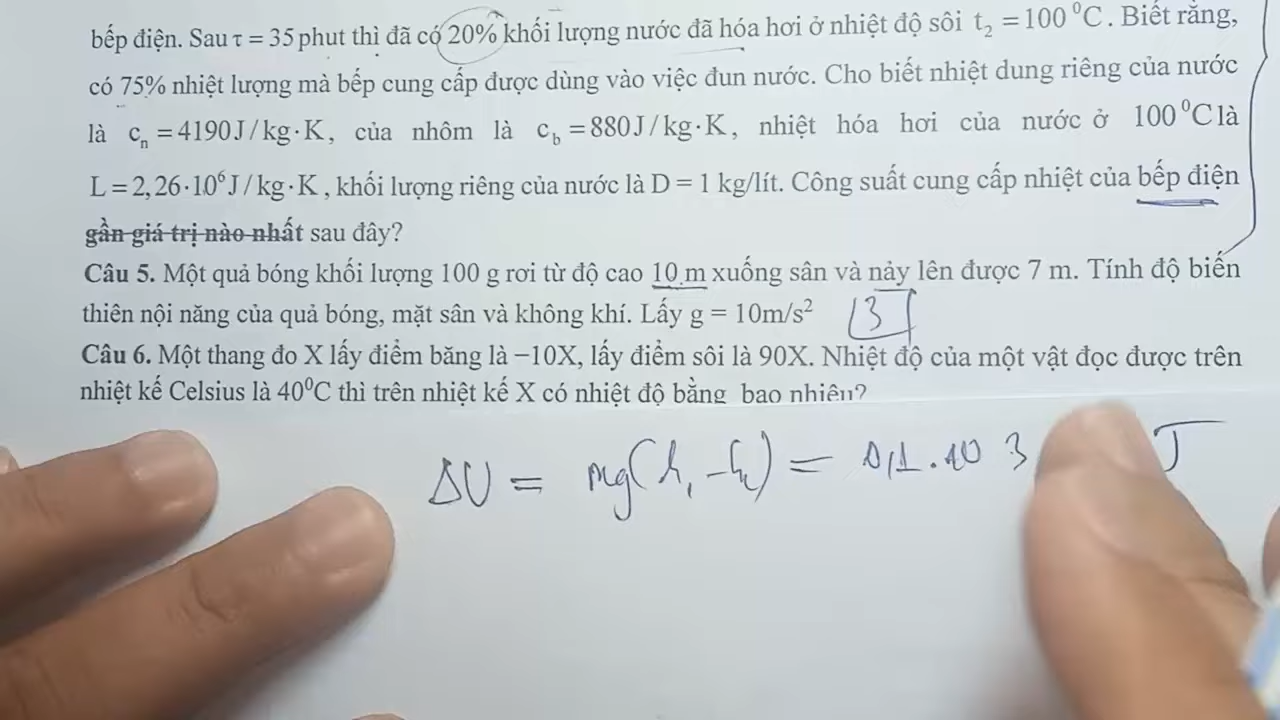 bếp điện. Sau τ = 35 phut thì đã có 20% khối lượng nước đã hóa hơi ở nhiệt độ sôi t₂ = 100 ⁰C. Biết rằng,
có 75% nhiệt lượng mà bếp cung cấp được dùng vào việc đun nước. Cho biết nhiệt dung riêng của nước
là cₙ = 4190J/kg·K, của nhôm là c_b = 880J/kg·K, nhiệt hóa hơi của nước ở 100 ⁰C là
L = 2,26·10⁶ J/kg·K, khối lượng riêng của nước là D = 1 kg/lít. Công suất cung cấp nhiệt của bếp điện
gần giá trị nào nhất sau đây?
Câu 5. Một quả bóng khối lượng 100 g rơi từ độ cao 10 m xuống sân và nảy lên được 7 m. Tính độ biến
thiên nội năng của quả bóng, mặt sân và không khí. Lấy g = 10m/s² 3
Câu 6. Một thang đo X lấy điểm băng là −10X, lấy điểm sôi là 90X. Nhiệt độ của một vật đọc được trên
nhiệt kế Celsius là 40⁰C thì trên nhiệt kế X có nhiệt độ bằng bao nhiêu?
ΔU = mg(h₁ − h₂) = 0,1.10 3 J